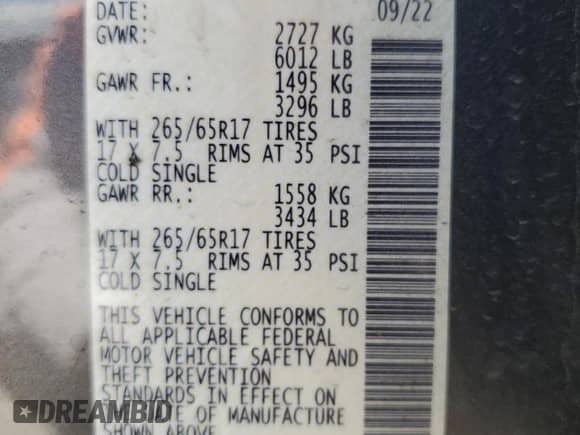 DATE: 09/22
GVWR: 2727 KG
6012 LB
GAWR FR.: 1495 KG
3296 LB
WITH 265/65R17 TIRES
17 X 7.5 RIMS AT 35 PSI
COLD SINGLE
GAWR RR.: 1558 KG
3434 LB
WITH 265/65R17 TIRES
17 X 7.5 RIMS AT 35 PSI
COLD SINGLE
THIS VEHICLE CONFORMS TO
ALL APPLICABLE FEDERAL
MOTOR VEHICLE SAFETY AND
THEFT PREVENTION
STANDARDS IN EFFECT ON
TE OF MANUFACTURE
SHOWN ABOVE
DREAMBID